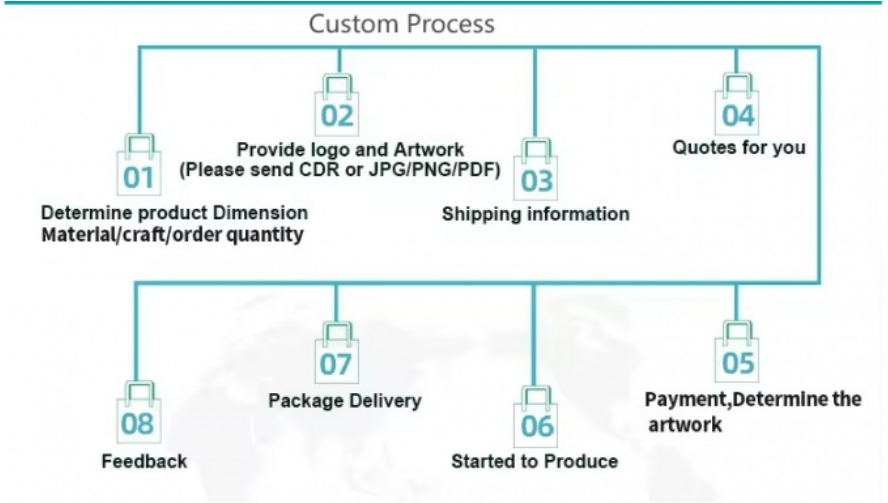 Custom Process
01
Determine product Dimension
Material/craft/order quantity
02
Provide logo and Artwork
(Please send CDR or JPG/PNG/PDF)
03
Shipping information
04
Quotes for you
05
Payment,Determine the
artwork
06
Started to Produce
07
Package Delivery
08
Feedback